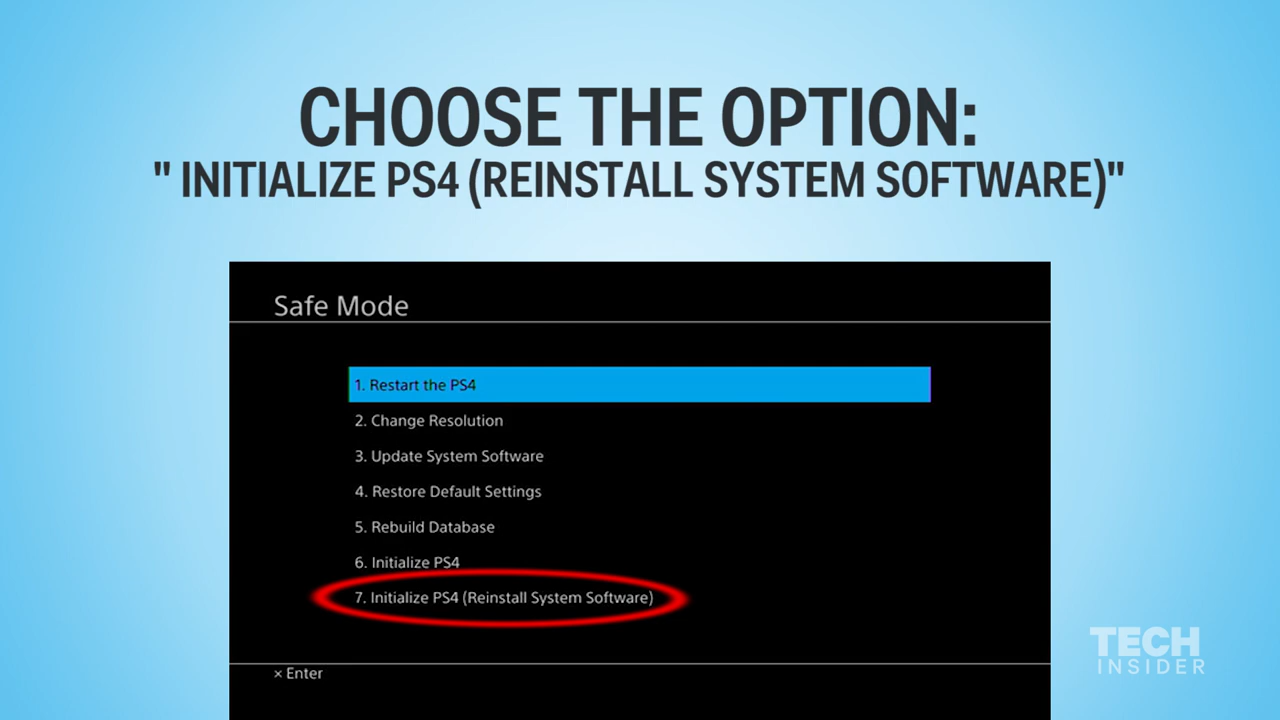 CHOOSE THE OPTION:
" INITIALIZE PS4 (REINSTALL SYSTEM SOFTWARE)"
Safe Mode
1. Restart the PS4
2. Change Resolution
3. Update System Software
4. Restore Default Settings
5. Rebuild Database
6. Initialize PS4
7. Initialize PS4 (Reinstall System Software)
× Enter
TECH
INSIDER